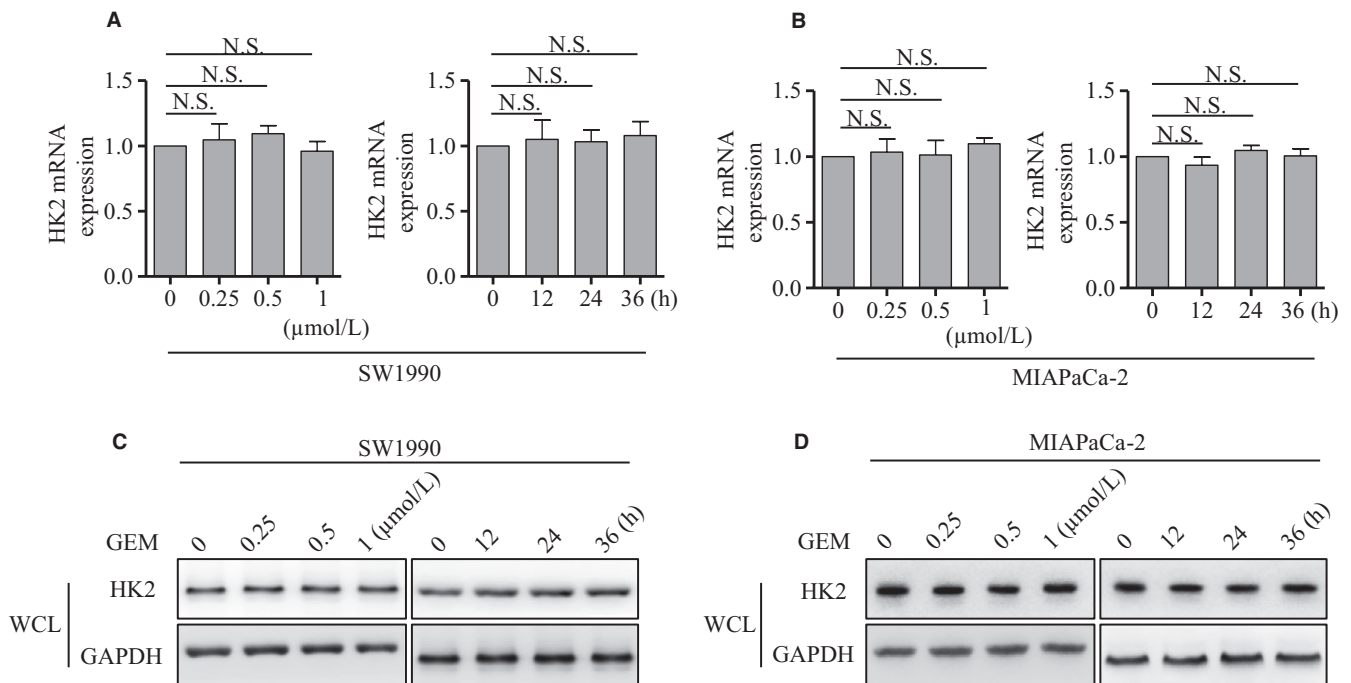 A
N.S.
N.S.
N.S.
HK2 mRNA
expression
1.5
1.0
0.5
0.0
0 0.25 0.5 1
(µmol/L)
N.S.
N.S.
N.S.
HK2 mRNA
expression
1.5
1.0
0.5
0.0
0 12 24 36 (h)
SW1990
B
N.S.
N.S.
N.S.
HK2 mRNA
expression
1.5
1.0
0.5
0.0
0 0.25 0.5 1
(µmol/L)
N.S.
N.S.
N.S.
HK2 mRNA
expression
1.5
1.0
0.5
0.0
0 12 24 36 (h)
MIAPaCa-2
C
SW1990
GEM 0 0.25 0.5 1 (µmol/L) 0 12 24 36 (h)
HK2
WCL
GAPDH
D
MIAPaCa-2
GEM 0 0.25 0.5 1 (µmol/L) 0 12 24 36 (h)
HK2
WCL
GAPDH